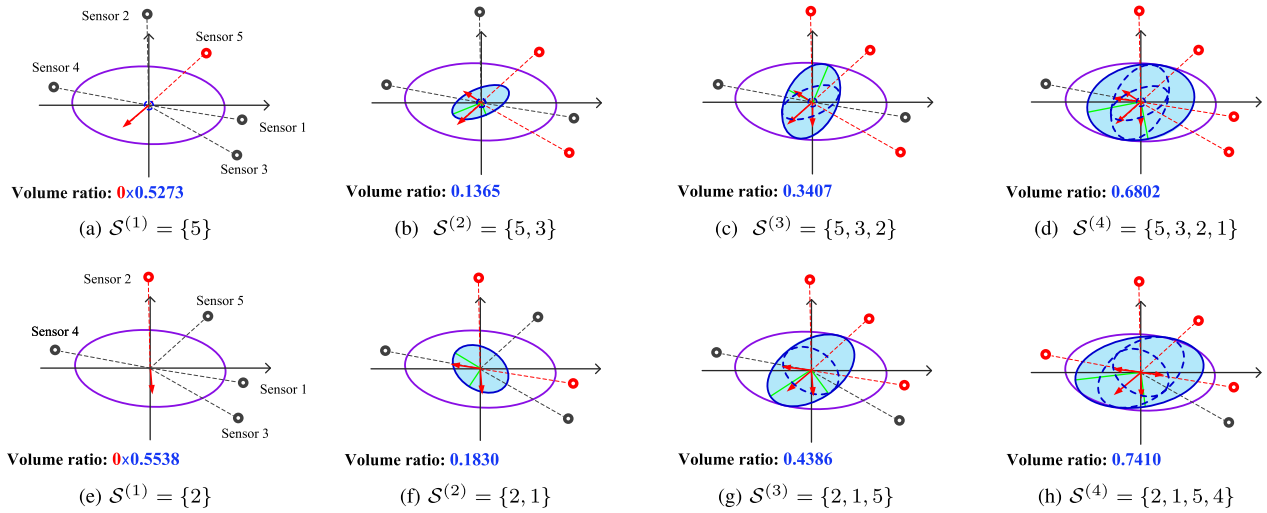 Sensor 2
Sensor 5
Sensor 4
Sensor 1
Sensor 3
Volume ratio: 0×0.5273
Volume ratio: 0.1365
Volume ratio: 0.3407
Volume ratio: 0.6802
(a) S^(1) = {5}
(b) S^(2) = {5, 3}
(c) S^(3) = {5, 3, 2}
(d) S^(4) = {5, 3, 2, 1}
Sensor 2
Sensor 5
Sensor 4
Sensor 1
Sensor 3
Volume ratio: 0×0.5538
Volume ratio: 0.1830
Volume ratio: 0.4386
Volume ratio: 0.7410
(e) S^(1) = {2}
(f) S^(2) = {2, 1}
(g) S^(3) = {2, 1, 5}
(h) S^(4) = {2, 1, 5, 4}